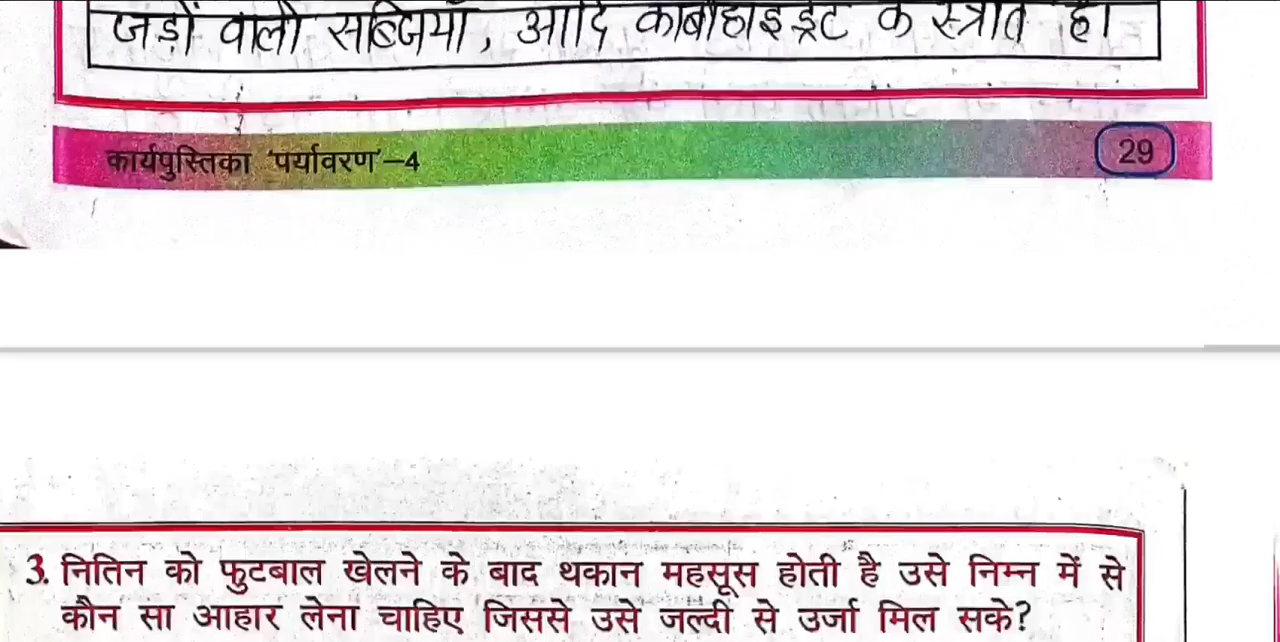 जड़ों वाली सब्जियाँ, आदि कार्बोहाइड्रेट के स्त्रोत है।
कार्यपुस्तिका 'पर्यावरण'–4
29
3. नितिन को फुटबाल खेलने के बाद थकान महसूस होती है उसे निम्न में से
कौन सा आहार लेना चाहिए जिससे उसे जल्दी से उर्जा मिल सके?